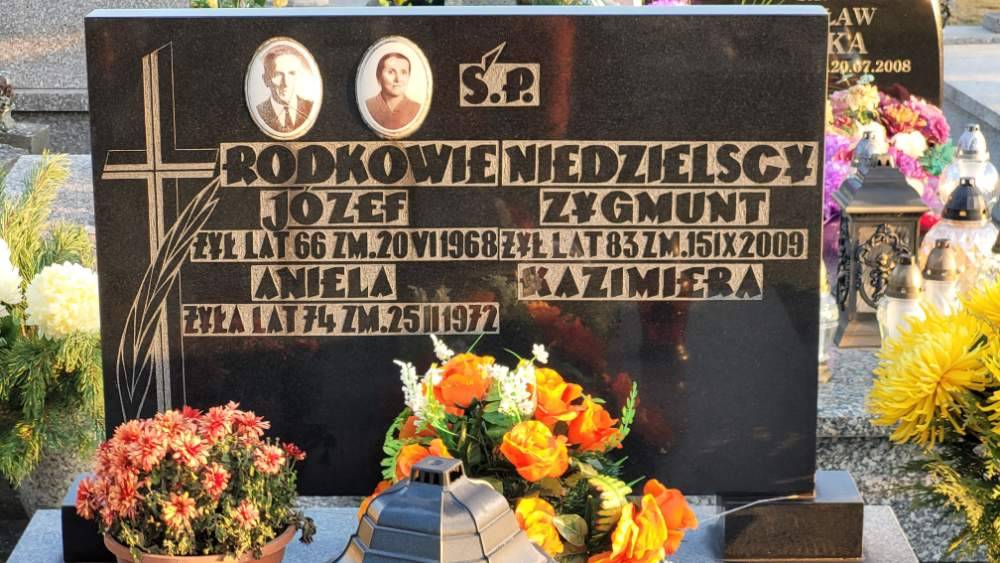 Ś.P.
RODKOWIE NIEDZIELSCY
JÓZEF ZYGMUNT
ŻYŁ LAT 66 ZM. 20 VI 1968 ŻYŁ LAT 83 ZM. 15 IX 2009
ANIELA KAZIMIERA
ŻYŁA LAT 74 ZM. 25 II 1972
20.07.2008